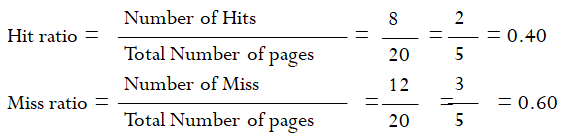 Hit ratio = Number of Hits / Total Number of pages = 8 / 20 = 2 / 5 = 0.40
Miss ratio = Number of Miss / Total Number of pages = 12 / 20 = 3 / 5 = 0.60